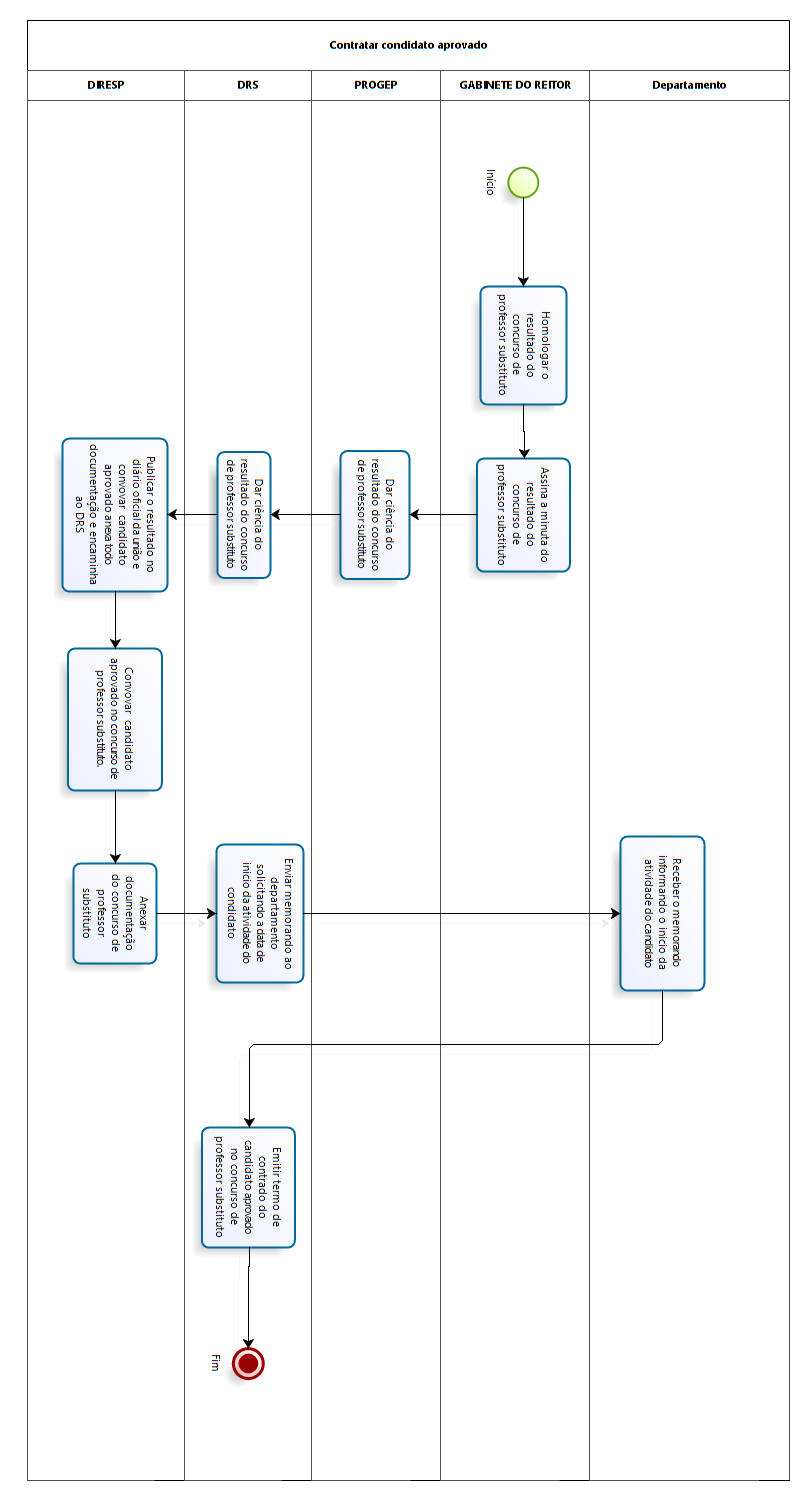 Contratar condidato aprovado
DIRESP
DRS
PROGEP
GABINETE DO REITOR
Departamento
Início
Homologar o
resultado do
concurso de
professor substituto
Assina a minuta do
resultado do
concurso de
professor substituto
Dar ciência do
resultado do concurso
de professor substituto
Dar ciência do
resultado do concurso
de professor substituto
Publicar o resultado no
diário oficial da união e
convovar candidato
aprovado anexa todo
documentação e encaminha
ao DRS
Convovar candidato
aprovado no concurso de
professor substituto.
Anexar
documentação
do concurso de
professor
substituto
Enviar memorando ao
departamento
solicitando a data de
inicio da atividade do
condidato
Receber o memorando
informando o inicio da
atividade do candidato
Emitir termo de
contrado do
candidato aprovado
no concurso de
professor substituto
Fim